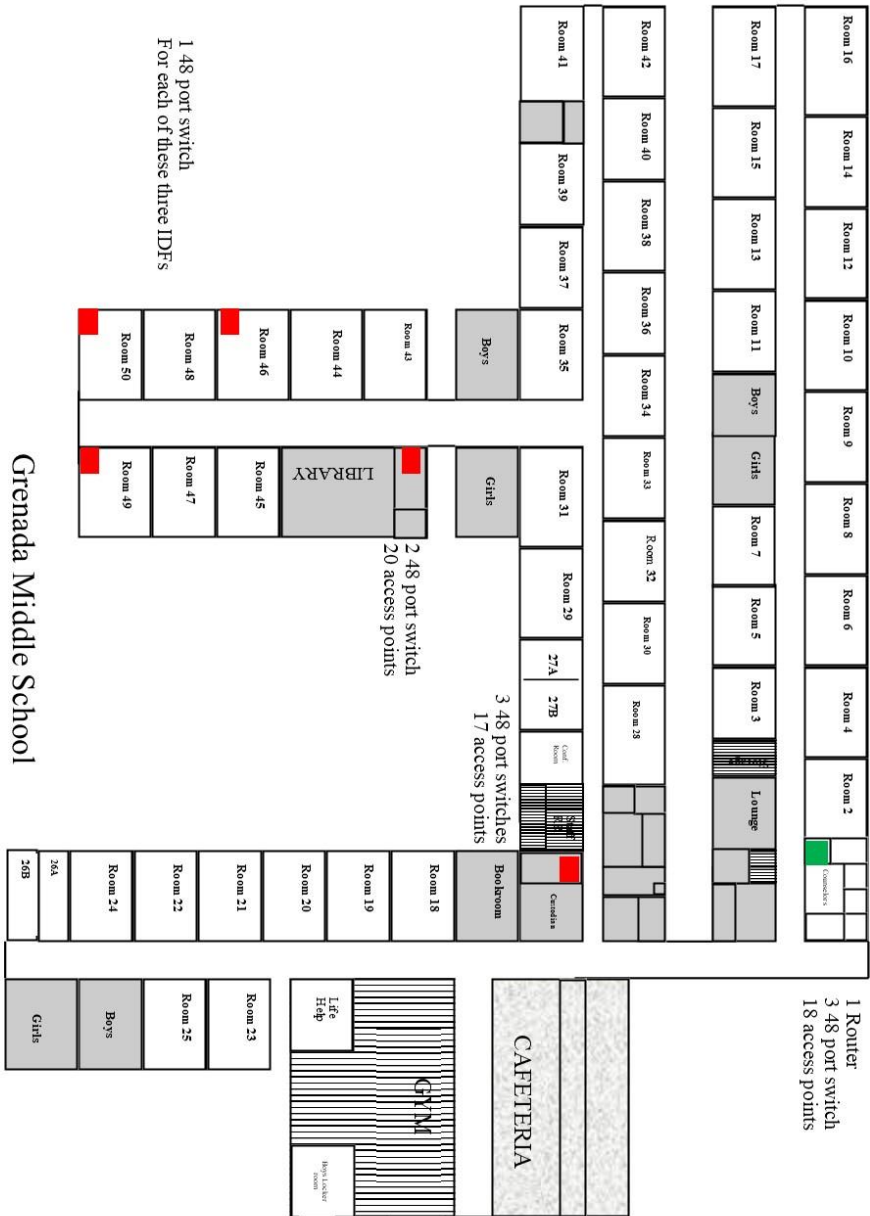 Room 16
Room 14
Room 12
Room 10
Room 9
Room 8
Room 6
Room 4
Room 2
Counselors
1 Router
3 48 port switch
18 access points
Room 17
Room 15
Room 13
Room 11
Boys
Girls
Room 7
Room 5
Room 3
Storage
Lounge
Room 42
Room 40
Room 38
Room 36
Room 34
Room 33
Room 32
Room 30
Room 28
Room 41
Room 39
Room 37
Room 35
Room 31
Room 29
27A
27B
Conf.
Room
Staff
Custodian
CAFETERIA
Boys
Girls
Bookroom
3 48 port switches
17 access points
Room 43
Room 44
Room 46
Room 48
Room 50
LIBRARY
Room 45
Room 47
Room 49
2 48 port switch
20 access points
1 48 port switch
For each of these three IDFs
Room 18
Room 19
Room 20
Room 21
Room 22
Room 24
26A
26B
GYM
Life
Help
Boys Locker
room
Room 23
Room 25
Boys
Girls
Grenada Middle School